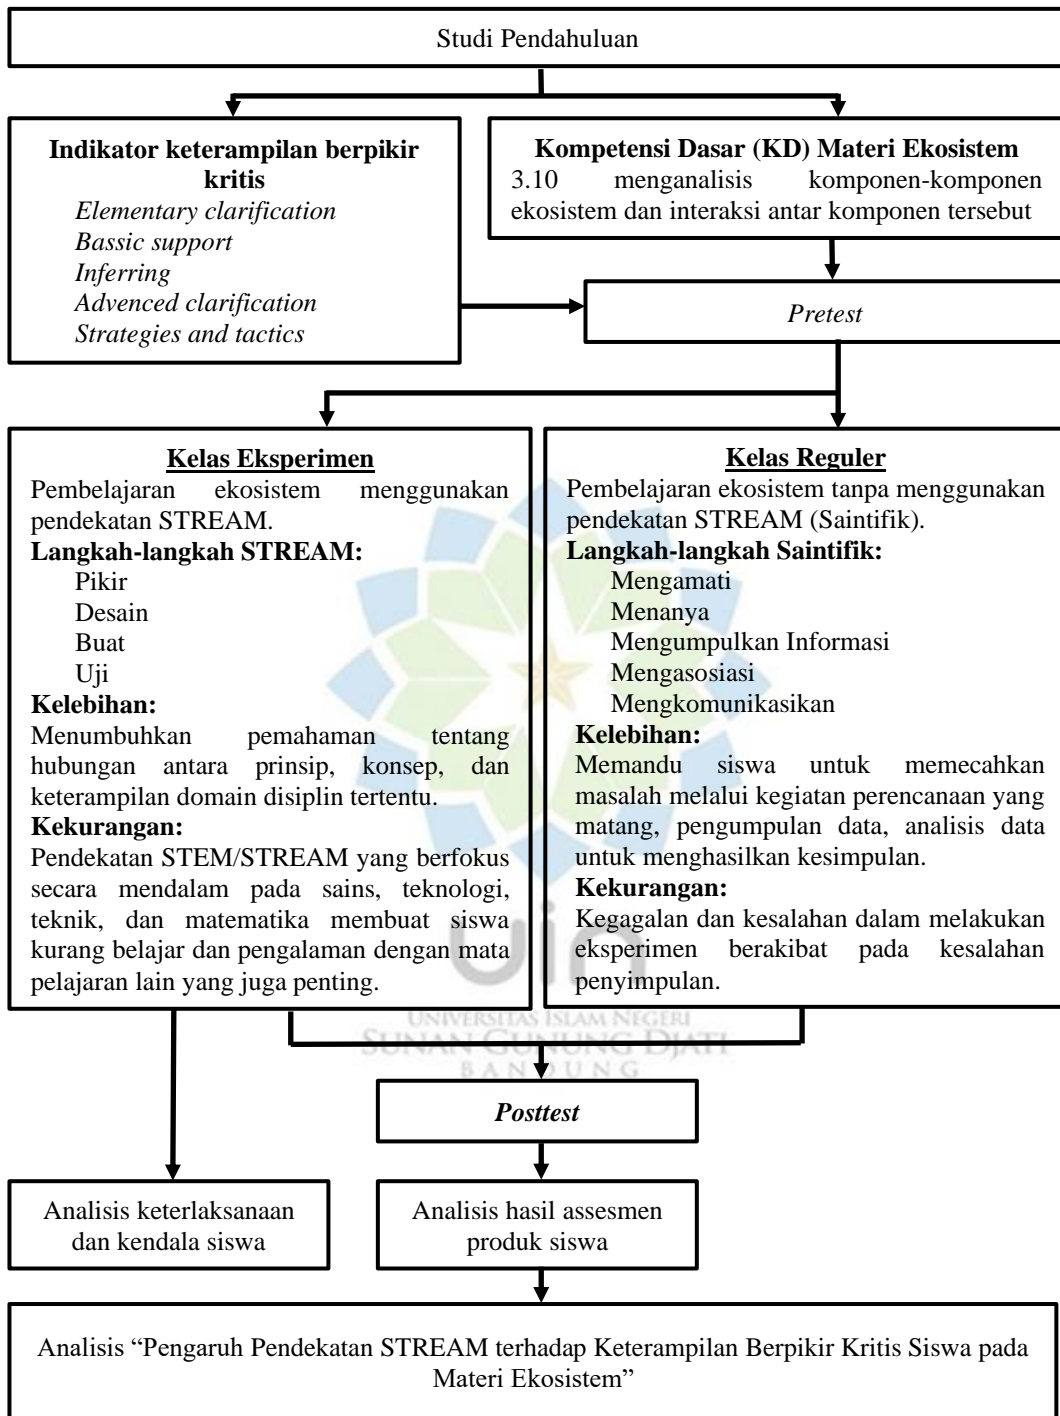 Studi Pendahuluan
Indikator keterampilan berpikir
kritis
Elementary clarification
Bassic support
Inferring
Advenced clarification
Strategies and tactics
Kompetensi Dasar (KD) Materi Ekosistem
3.10 menganalisis komponen-komponen
ekosistem dan interaksi antar komponen tersebut
Pretest
Kelas Eksperimen
Pembelajaran ekosistem menggunakan
pendekatan STREAM.
Langkah-langkah STREAM:
Pikir
Desain
Buat
Uji
Kelebihan:
Menumbuhkan pemahaman tentang
hubungan antara prinsip, konsep, dan
keterampilan domain disiplin tertentu.
Kekurangan:
Pendekatan STEM/STREAM yang berfokus
secara mendalam pada sains, teknologi,
teknik, dan matematika membuat siswa
kurang belajar dan pengalaman dengan mata
pelajaran lain yang juga penting.
Kelas Reguler
Pembelajaran ekosistem tanpa menggunakan
pendekatan STREAM (Saintifik).
Langkah-langkah Saintifik:
Mengamati
Menanya
Mengumpulkan Informasi
Mengasosiasi
Mengkomunikasikan
Kelebihan:
Memandu siswa untuk memecahkan
masalah melalui kegiatan perencanaan yang
matang, pengumpulan data, analisis data
untuk menghasilkan kesimpulan.
Kekurangan:
Kegagalan dan kesalahan dalam melakukan
eksperimen berakibat pada kesalahan
penyimpulan.
uin
UNIVERSITAS ISLAM NEGERI
SUNAN GUNUNG DJATI
BANDUNG
Posttest
Analisis keterlaksanaan
dan kendala siswa
Analisis hasil assesmen
produk siswa
Analisis “Pengaruh Pendekatan STREAM terhadap Keterampilan Berpikir Kritis Siswa pada
Materi Ekosistem”